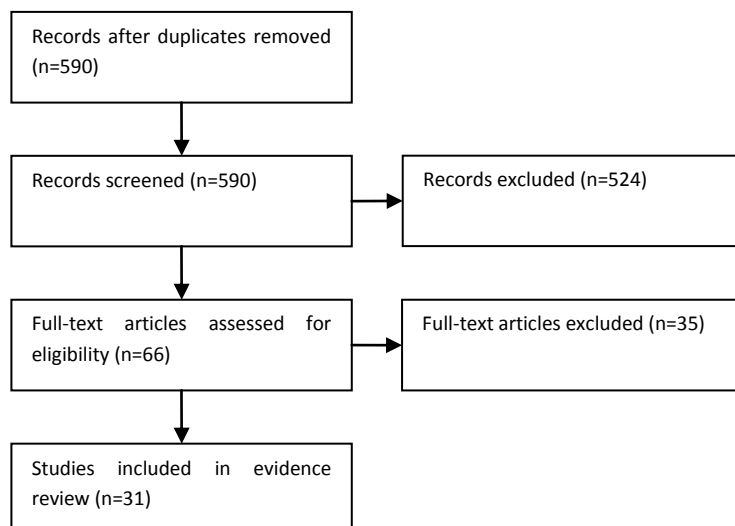 Records after duplicates removed
(n=590)
Records screened (n=590)
Records excluded (n=524)
Full-text articles assessed for
eligibility (n=66)
Full-text articles excluded (n=35)
Studies included in evidence
review (n=31)